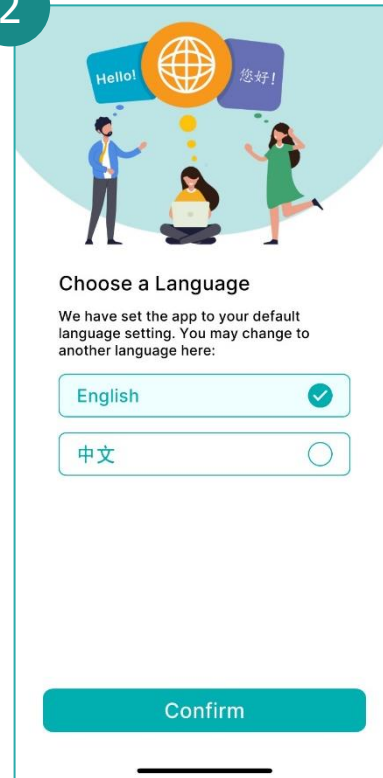 2
Hello!
您好!
Choose a Language
We have set the app to your default
language setting. You may change to
another language here:
English
中文
Confirm